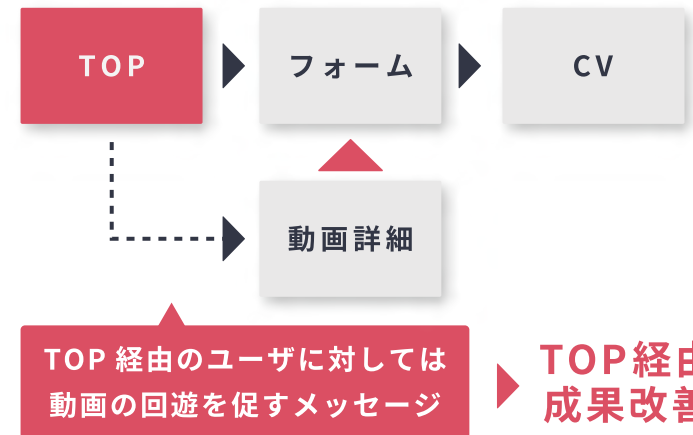 TOP
フォーム
CV
動画詳細
TOP 経由のユーザに対しては
動画の回遊を促すメッセージ
TOP経由
成果改善